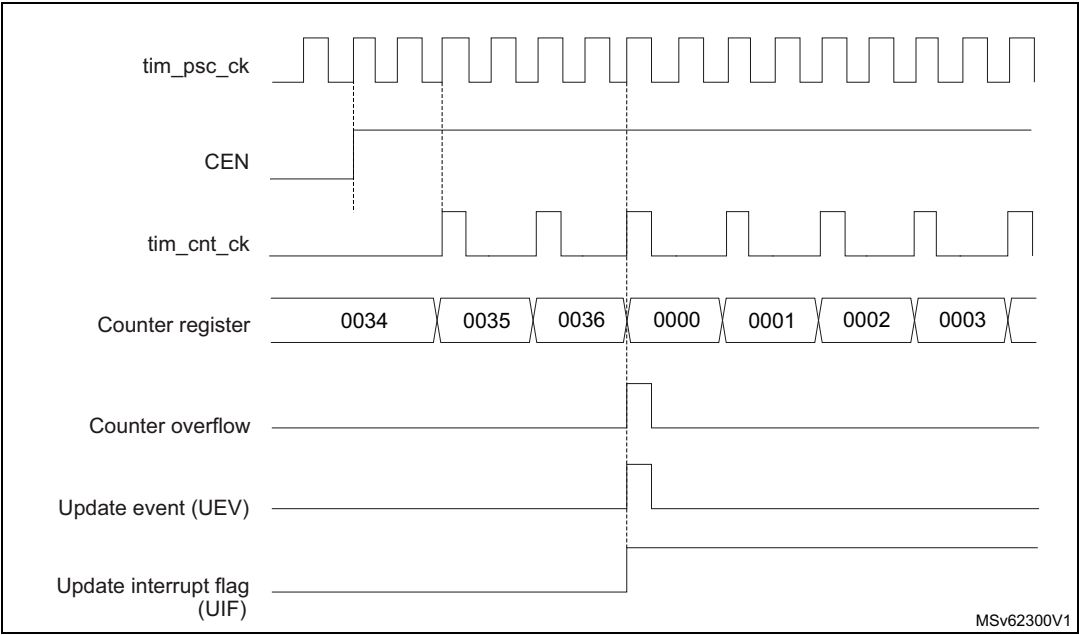 tim_psc_ck
CEN
tim_cnt_ck
Counter register
0034 0035 0036 0000 0001 0002 0003
Counter overflow
Update event (UEV)
Update interrupt flag
(UIF)
MSv62300V1